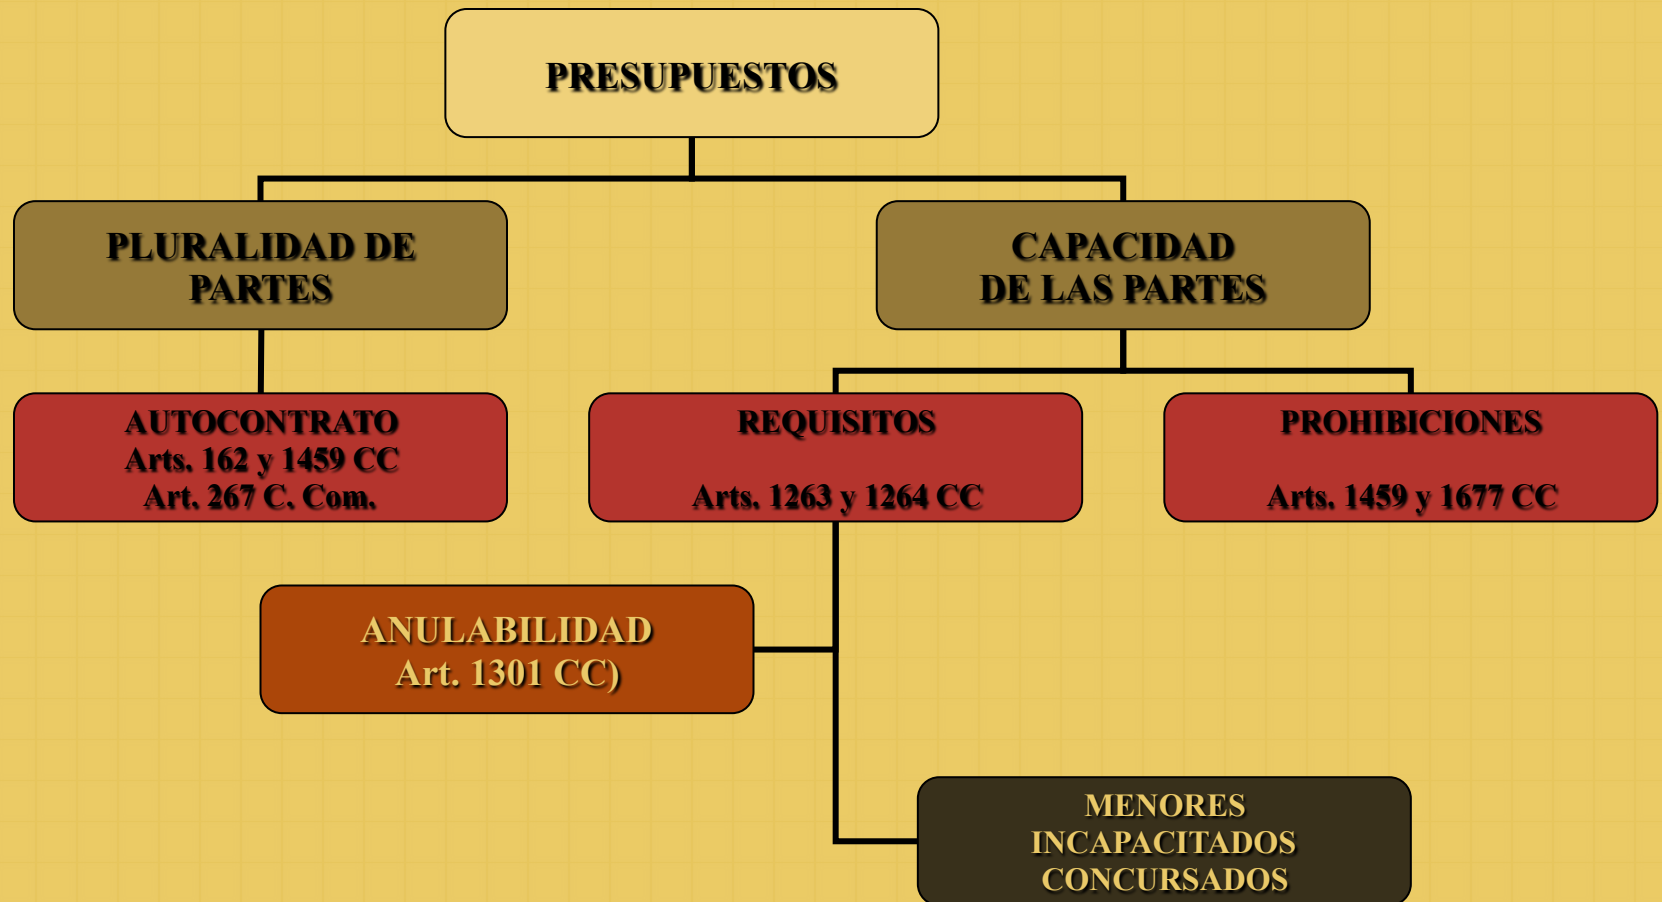 PRESUPUESTOS
PLURALIDAD DE
PARTES
CAPACIDAD
DE LAS PARTES
AUTOCONTRATO
Arts. 162 y 1459 CC
Art. 267 C. Com.
REQUISITOS
Arts. 1263 y 1264 CC
PROHIBICIONES
Arts. 1459 y 1677 CC
ANULABILIDAD
Art. 1301 CC)
MENORES
INCAPACITADOS
CONCURSADOS